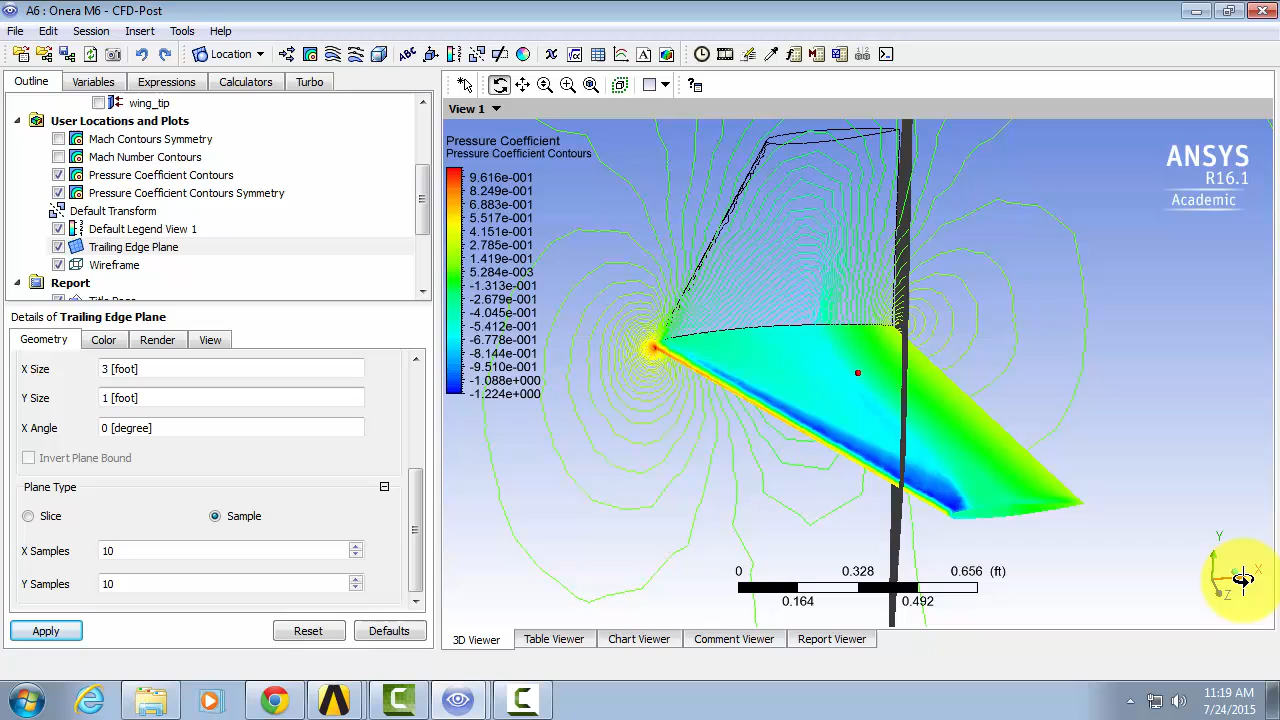 A6 : Onera M6 - CFD-Post
File Edit Session Insert Tools Help
Location
Outline Variables Expressions Calculators Turbo
wing_tip
User Locations and Plots
Mach Contours Symmetry
Mach Number Contours
Pressure Coefficient Contours
Pressure Coefficient Contours Symmetry
Default Transform
Default Legend View 1
Trailing Edge Plane
Wireframe
Report
Title Page
Details of Trailing Edge Plane
Geometry Color Render View
X Size 3 [foot]
Y Size 1 [foot]
X Angle 0 [degree]
Invert Plane Bound
Plane Type
Slice Sample
X Samples 10
Y Samples 10
Apply Reset Defaults
View 1
Pressure Coefficient
Pressure Coefficient Contours
9.616e-001
8.249e-001
6.883e-001
5.517e-001
4.151e-001
2.785e-001
1.419e-001
5.284e-003
-1.313e-001
-2.679e-001
-4.045e-001
-5.412e-001
-6.778e-001
-8.144e-001
-9.510e-001
-1.088e+000
-1.224e+000
ANSYS
R16.1
Academic
Y
X
Z
0 0.328 0.656 (ft)
0.164 0.492
3D Viewer Table Viewer Chart Viewer Comment Viewer Report Viewer
11:19 AM
7/24/2015